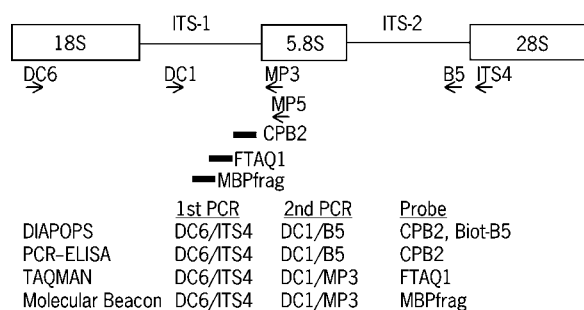 ITS-1 ITS-2
18S 5.8S 28S
DC6 DC1 MP3 B5 ITS4
MP5
CPB2
FTAQ1
MBPfrag
1st PCR 2nd PCR Probe
DIAPOPS DC6/ITS4 DC1/B5 CPB2, Biot-B5
PCR-ELISA DC6/ITS4 DC1/B5 CPB2
TAQMAN DC6/ITS4 DC1/MP3 FTAQ1
Molecular Beacon DC6/ITS4 DC1/MP3 MBPfrag